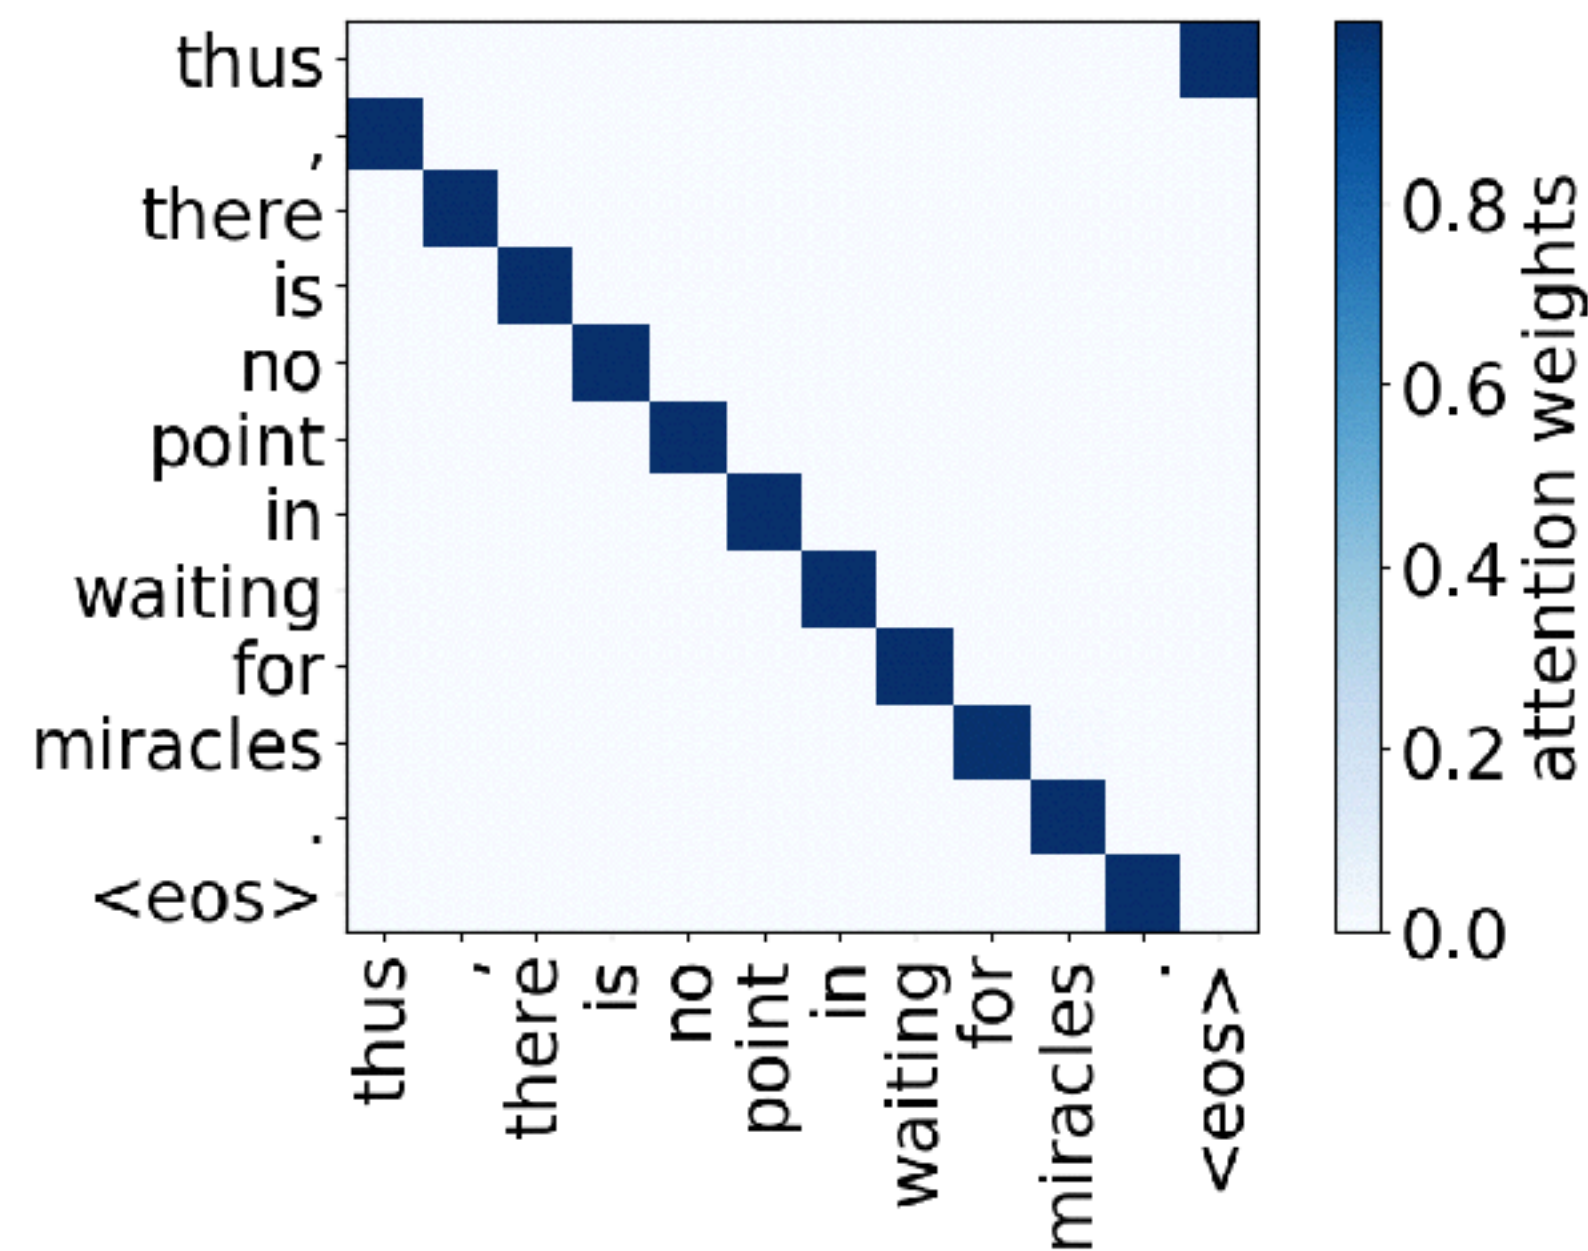 thus
,
there
is
no
point
in
waiting
for
miracles
.
<eos>
thus
,
there
is
no
point
in
waiting
for
miracles
.
<eos>
0.8
0.6
0.4
0.2
0.0
attention weights